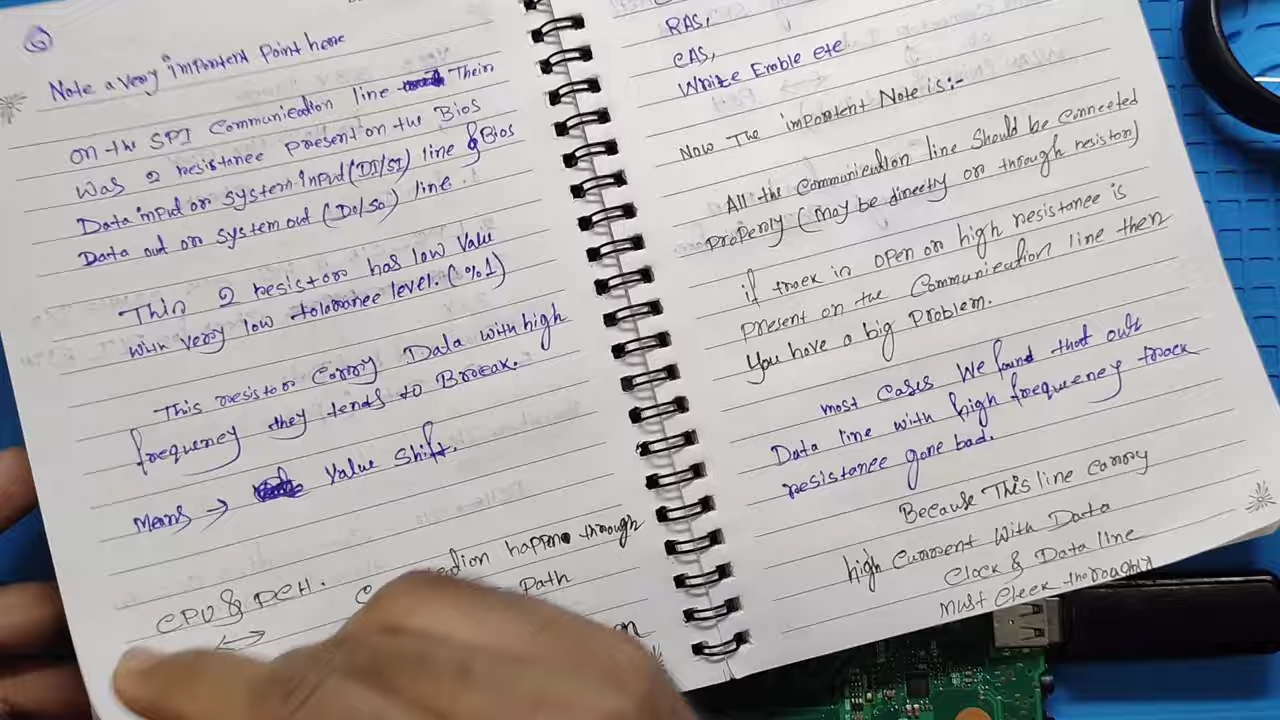 6
Note a very important point here
on the SPI Communication line Their
was 2 resistance present on the Bios
Data input or system input (DI/SI) line & Bios
Data out or system out (DO/SO) line.
This 2 resistor has low value
with very low tolarance level. (%1)
This resistor Carry Data with high
frequency they tends to Break.
Means → Value Shift.
CPU & PCH.
happen through
Path
RAS,
CAS,
Write Enable etc
Now The important Note is:-
All the Communication line Should be Connected
Properly (may be directly or through resistor)
if track is open or high resistance is
present on the Communication line then
You have a big Problem.
most Cases We found that out
Data line with high frequency track
resistance gone bad.
Because This line Carry
high Current With Data
Clock & Data line
Must Check thoroughly